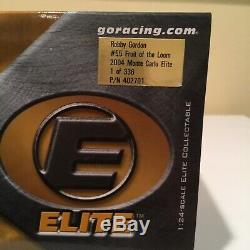 goracing.com®
Robby Gordon
#55 Fruit of the Loom
2004 Monte Carlo Elite
1 of 338
P/N 402701
E
ELITE™
1:24-SCALE ELITE COLLECTABLE